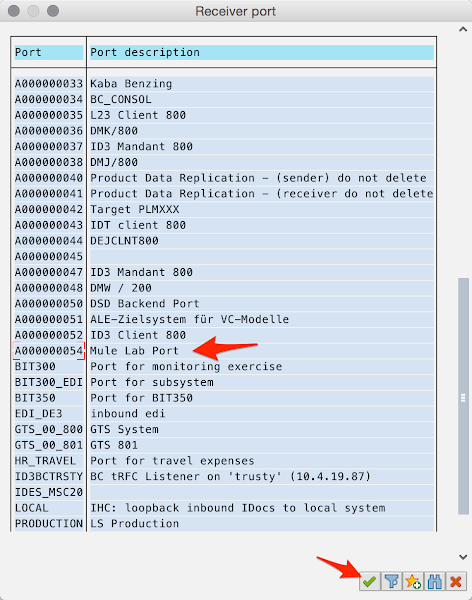 Receiver port
Port Port description
A000000033 Kaba Benzing
A000000034 BC_CONSOL
A000000035 L23 Client 800
A000000036 DMK/800
A000000037 ID3 Mandant 800
A000000038 DMJ/800
A000000040 Product Data Replication - (sender) do not delete
A000000041 Product Data Replication - (receiver do not delete
A000000042 Target PLMXXX
A000000043 IDT client 800
A000000044 DEJCLNT800
A000000045
A000000047 ID3 Mandant 800
A000000048 DMW / 200
A000000050 DSD Backend Port
A000000051 ALE-Zielsystem für VC-Modelle
A000000052 ID3 Client 800
A000000054 Mule Lab Port
BIT300 Port for monitoring exercise
BIT300_EDI Port for subsystem
BIT350 Port for BIT350
EDI_DE3 inbound edi
GTS_00_800 GTS System
GTS_00_801 GTS 801
HR_TRAVEL Port for travel expenses
ID3BCTRSTY BC tRFC Listener on 'trusty' (10.4.19.87)
IDES_MSC20
LOCAL IHC: loopback inbound IDocs to local system
PRODUCTION LS Production